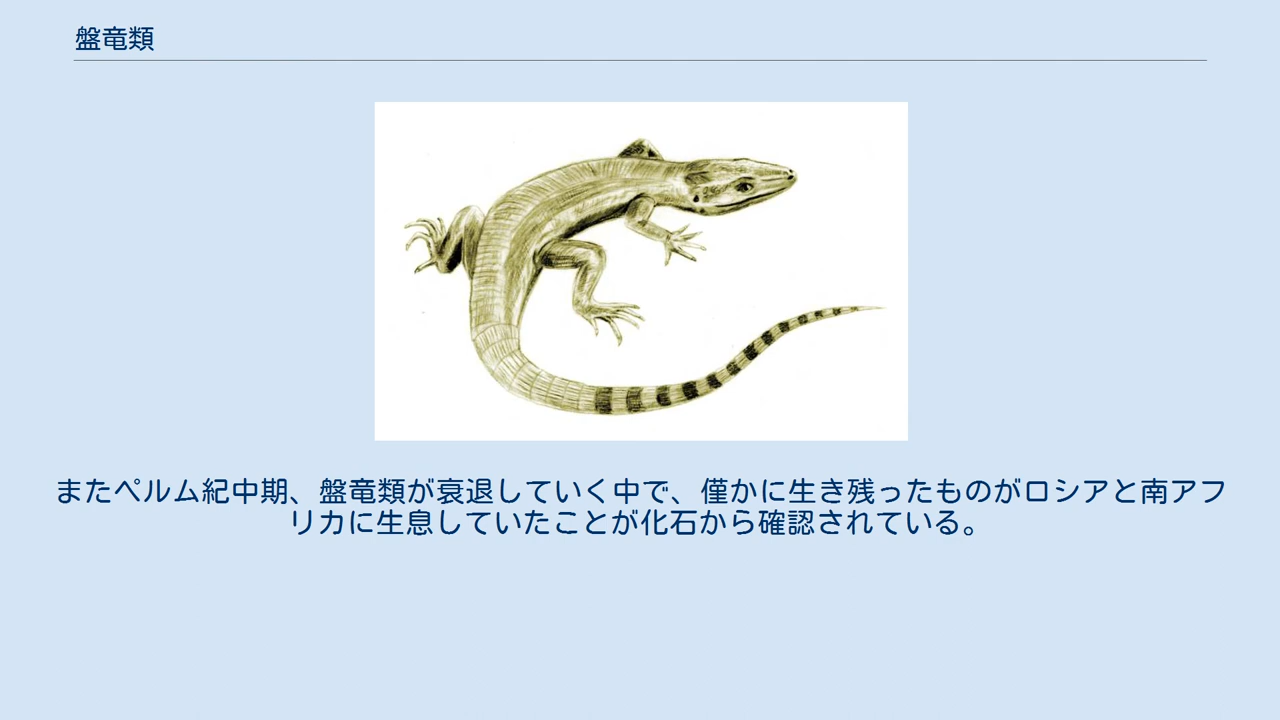 盤竜類
またペルム紀中期、盤竜類が衰退していく中で、僅かに生き残ったものがロシアと南アフ
リカに生息していたことが化石から確認されている。